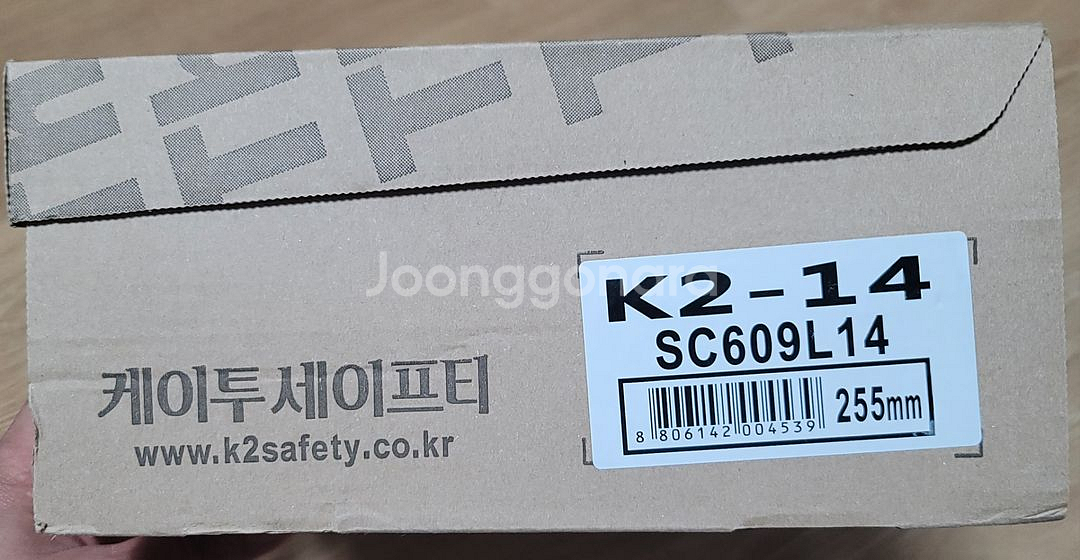 Joonggonara
K2-14
SC609L14
8 806142 004539
255mm
케이투세이프티
www.k2safety.co.kr